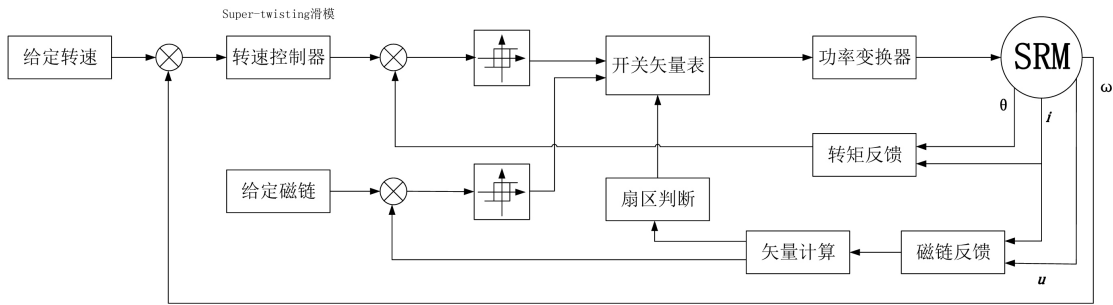 Super-twisting滑模
给定转速
转速控制器
开关矢量表
功率变换器
SRM
ω
θ
i
转矩反馈
给定磁链
扇区判断
矢量计算
磁链反馈
u